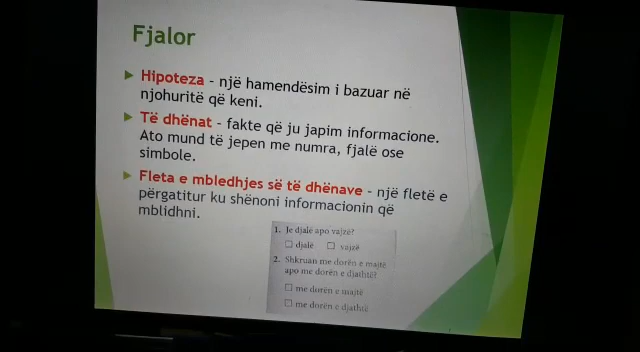 Fjalor
Hipoteza - një hamendësim i bazuar në
njohuritë që keni.
Të dhënat - fakte që ju japim informacione.
Ato mund të jepen me numra, fjalë ose
simbole.
Fleta e mbledhjes së të dhënave - një fletë e
përgatitur ku shënoni informacionin që
mblidhni.
1. Je djalë apo vajzë?
djalë vajzë
2. Shkruan me dorën e majtë
apo me dorën e djathtë?
me dorën e majtë
me dorën e djathtë